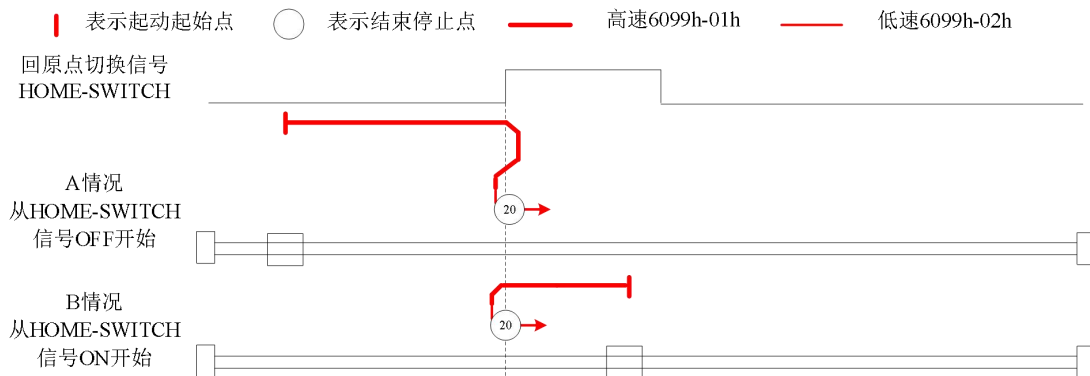 表示起动起始点 表示结束停止点 高速6099h-01h 低速6099h-02h
回原点切换信号
HOME-SWITCH
A情况
从HOME-SWITCH
信号OFF开始
20
B情况
从HOME-SWITCH
信号ON开始
20